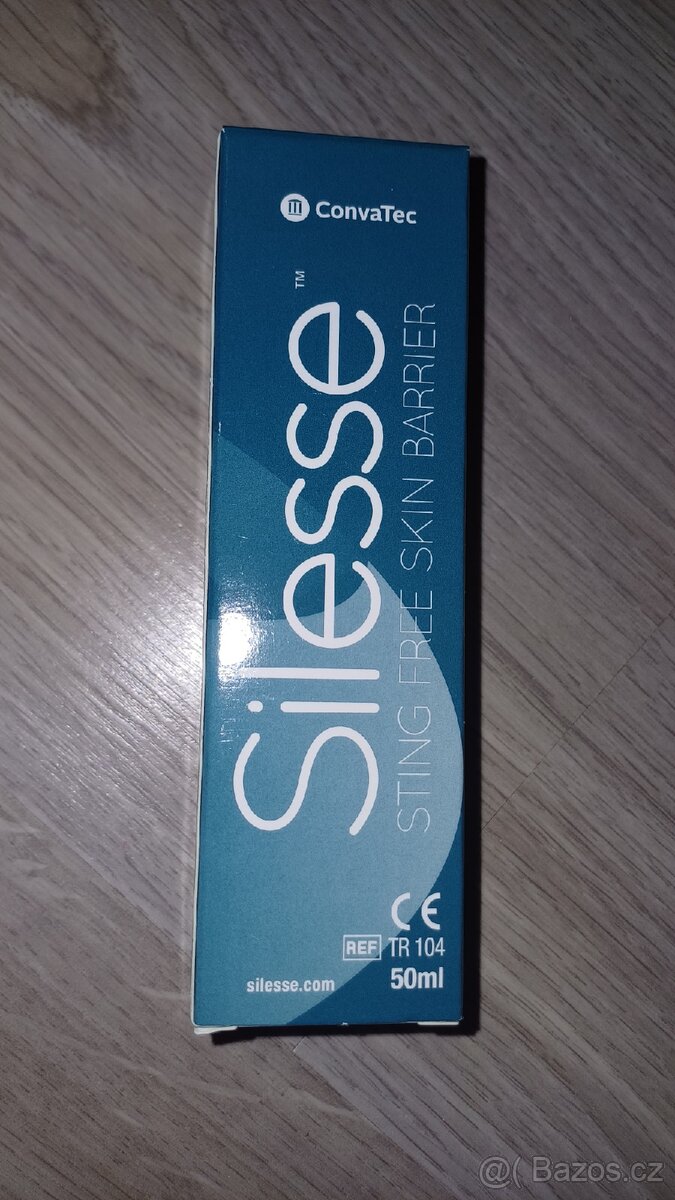 ConvaTec
Silesse™
STING FREE SKIN BARRIER
CE
REF TR 104
silesse.com 50ml
@( Bazos.cz